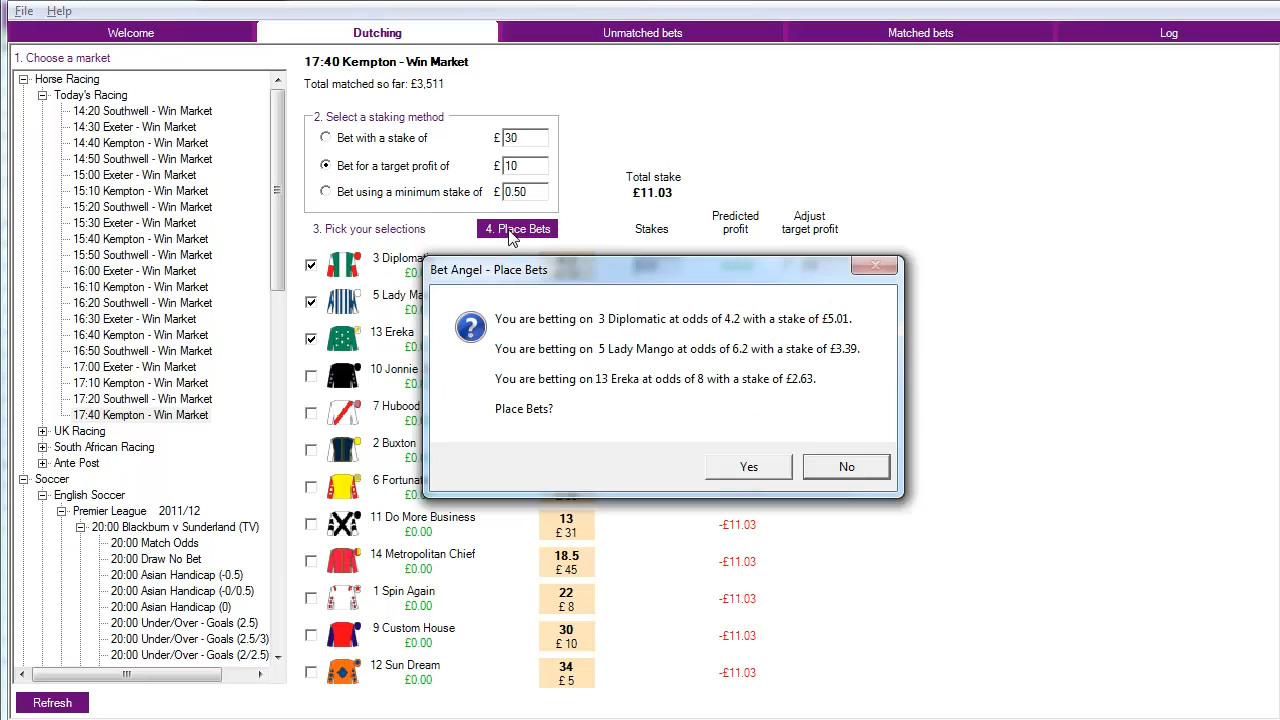 File Help
Welcome Dutching Unmatched bets Matched bets Log
1. Choose a market
Horse Racing
Today's Racing
14:20 Southwell - Win Market
14:30 Exeter - Win Market
14:40 Kempton - Win Market
14:50 Southwell - Win Market
15:00 Exeter - Win Market
15:10 Kempton - Win Market
15:20 Southwell - Win Market
15:30 Exeter - Win Market
15:40 Kempton - Win Market
15:50 Southwell - Win Market
16:00 Exeter - Win Market
16:10 Kempton - Win Market
16:20 Southwell - Win Market
16:30 Exeter - Win Market
16:40 Kempton - Win Market
16:50 Southwell - Win Market
17:00 Exeter - Win Market
17:10 Kempton - Win Market
17:20 Southwell - Win Market
17:40 Kempton - Win Market
UK Racing
South African Racing
Ante Post
Soccer
English Soccer
Premier League 2011/12
20:00 Blackburn v Sunderland (TV)
20:00 Match Odds
20:00 Draw No Bet
20:00 Asian Handicap (-0.5)
20:00 Asian Handicap (-0/0.5)
20:00 Asian Handicap (0)
20:00 Under/Over - Goals (2.5)
20:00 Under/Over - Goals (2.5/3)
20:00 Under/Over - Goals (2/2.5)
Refresh
17:40 Kempton - Win Market
Total matched so far: £3,511
2. Select a staking method
Bet with a stake of £ 30
Bet for a target profit of £ 10
Bet using a minimum stake of £ 0.50
Total stake
£11.03
3. Pick your selections 4. Place Bets Stakes
Predicted
profit
Adjust
target profit
3 Diplomati
£0.
5 Lady Ma
£0.
13 Ereka
£0.
10 Jonnie
£0.
7 Hubood
£0.
2 Buxton
£0.
6 Fortuna
£0.
11 Do More Business 13
£0.00 £ 31 -£11.03
14 Metropolitan Chief 18.5
£0.00 £ 45 -£11.03
1 Spin Again 22
£0.00 £ 8 -£11.03
9 Custom House 30
£0.00 £ 10 -£11.03
12 Sun Dream 34
£0.00 £ 5 -£11.03
Bet Angel - Place Bets
You are betting on 3 Diplomatic at odds of 4.2 with a stake of £5.01.
You are betting on 5 Lady Mango at odds of 6.2 with a stake of £3.39.
You are betting on 13 Ereka at odds of 8 with a stake of £2.63.
Place Bets?
Yes No